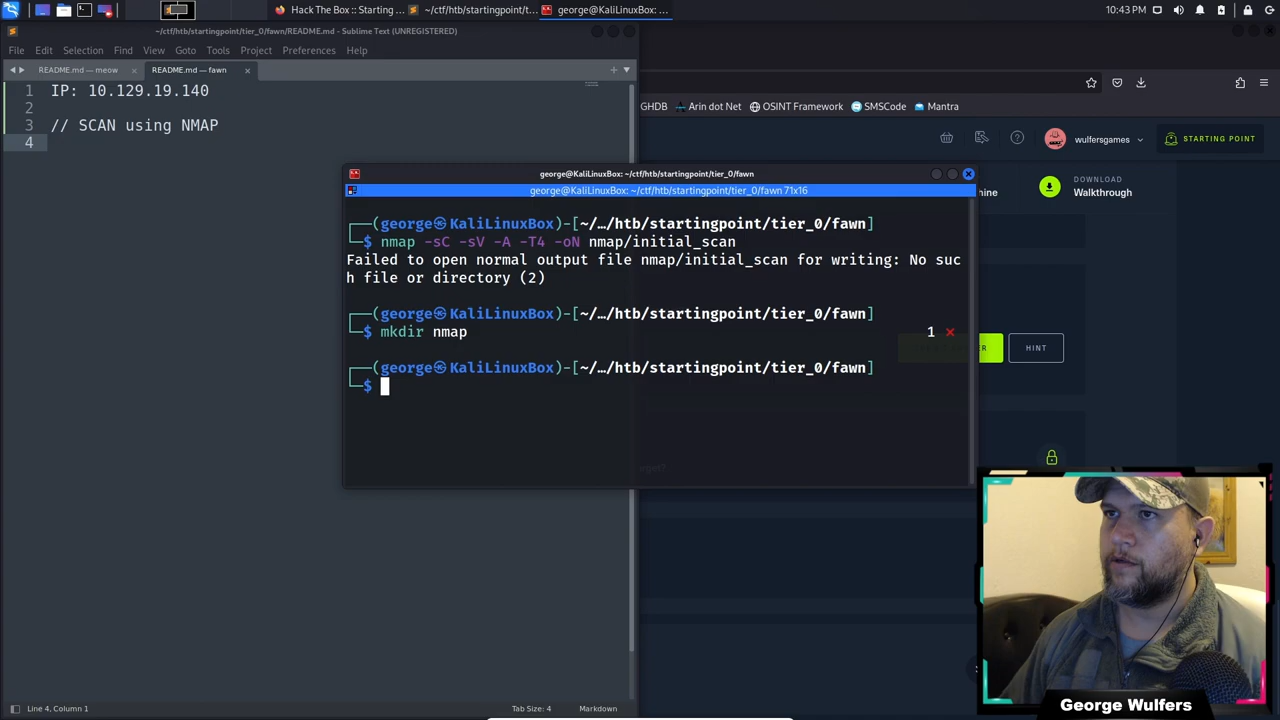 Hack The Box :: Starting ...
~/ctf/htb/startingpoint/t...
george@KaliLinuxBox: ...
10:43 PM
~/ctf/htb/startingpoint/tier_0/fawn/README.md - Sublime Text (UNREGISTERED)
File Edit Selection Find View Goto Tools Project Preferences Help
README.md — meow
README.md — fawn
1 IP: 10.129.19.140
2
3 // SCAN using NMAP
4
GHDB Arin dot Net OSINT Framework SMSCode Mantra
wulfersgames
STARTING POINT
hine
DOWNLOAD
Walkthrough
george@KaliLinuxBox: ~/ctf/htb/startingpoint/tier_0/fawn
george@KaliLinuxBox: ~/ctf/htb/startingpoint/tier_0/fawn 71x16
┌──(george㉿KaliLinuxBox)-[~/…/htb/startingpoint/tier_0/fawn]
└─$ nmap -sC -sV -A -T4 -oN nmap/initial_scan
Failed to open normal output file nmap/initial_scan for writing: No suc
h file or directory (2)
┌──(george㉿KaliLinuxBox)-[~/…/htb/startingpoint/tier_0/fawn]
└─$ mkdir nmap 1 ⨯
┌──(george㉿KaliLinuxBox)-[~/…/htb/startingpoint/tier_0/fawn]
└─$
HINT
Line 4, Column 1
Tab Size: 4
Markdown
George Wulfers